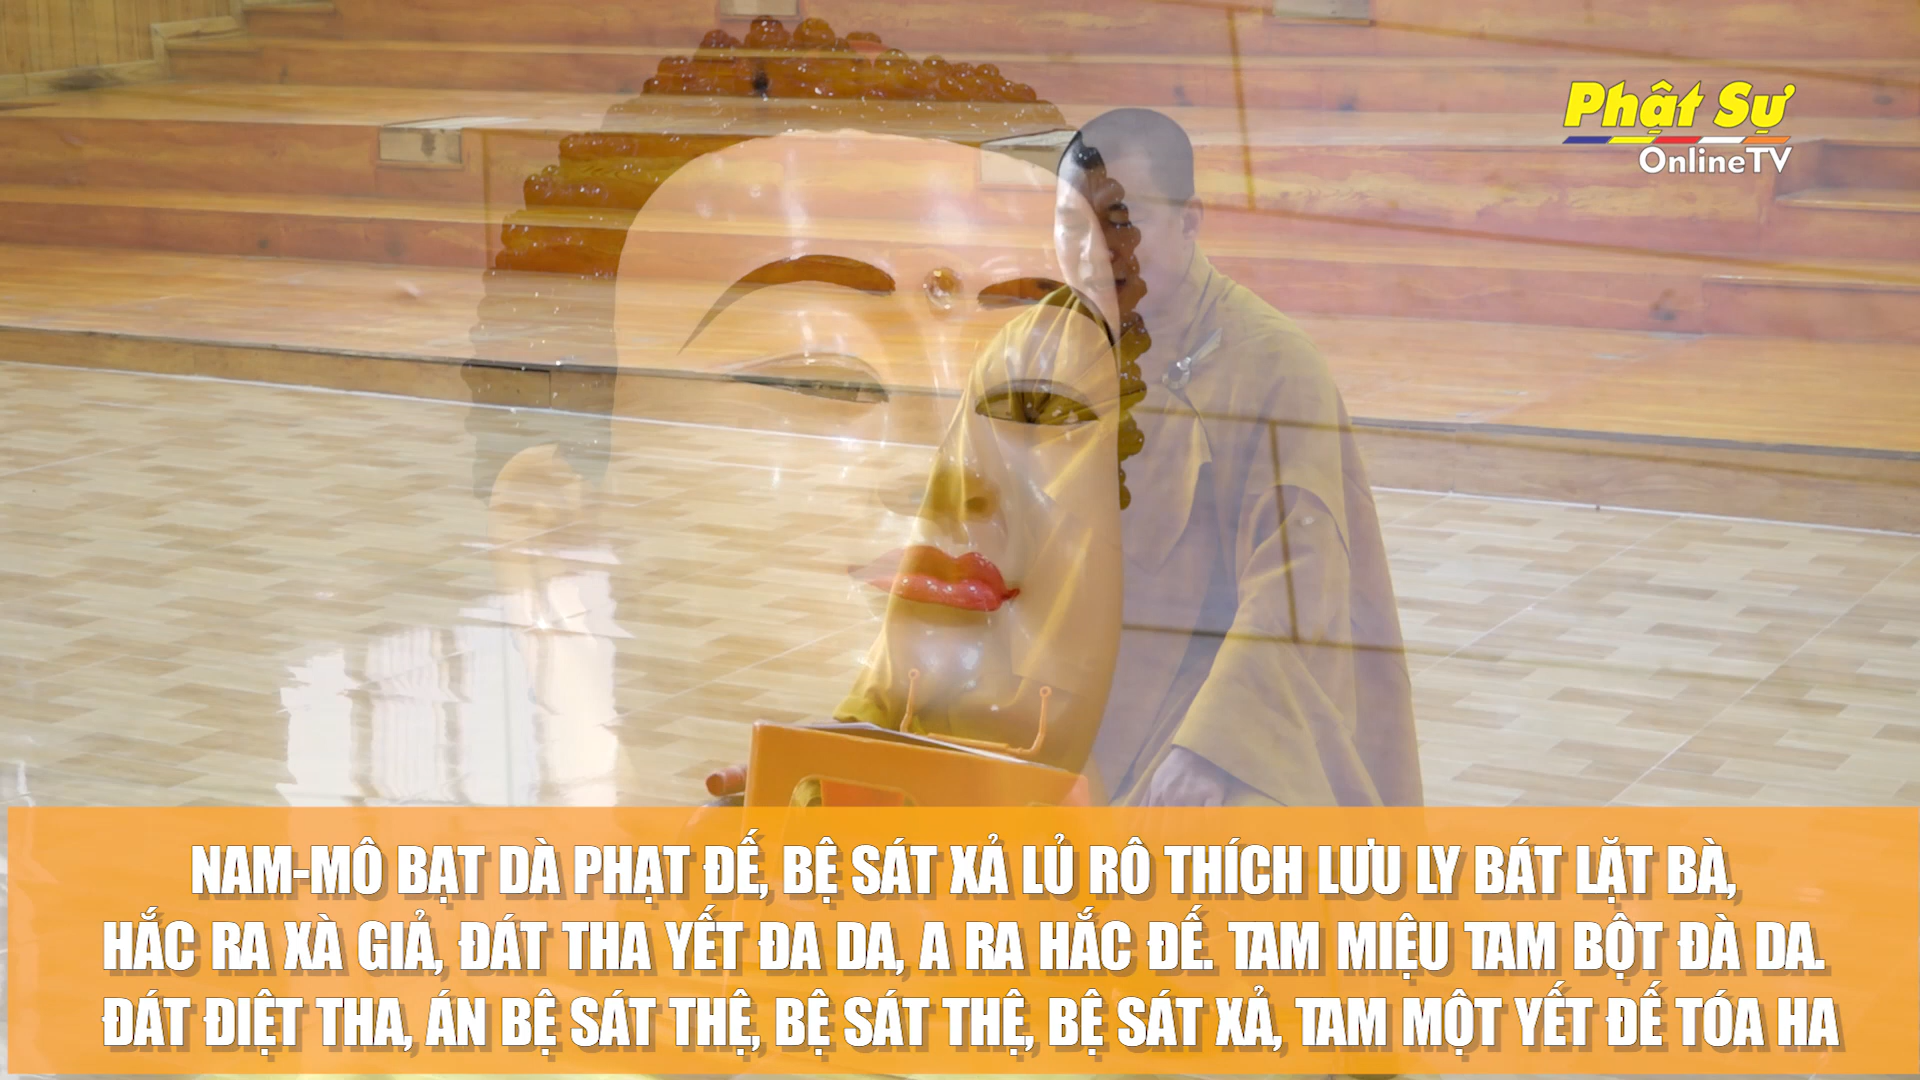 Phật Sự
OnlineTV
NAM-MÔ BẠT DÀ PHẠT ĐẾ, BỆ SÁT XẢ LỦ RÔ THÍCH LƯU LY BÁT LẶT BÀ,
HẮC RA XÀ GIẢ, ĐÁT THA YẾT ĐA DA, A RA HẮC ĐẾ. TAM MIỆU TAM BỘT ĐÀ DA.
ĐÁT ĐIỆT THA, ÁN BỆ SÁT THỆ, BỆ SÁT THỆ, BỆ SÁT XẢ, TAM MỘT YẾT ĐẾ TÓA HA